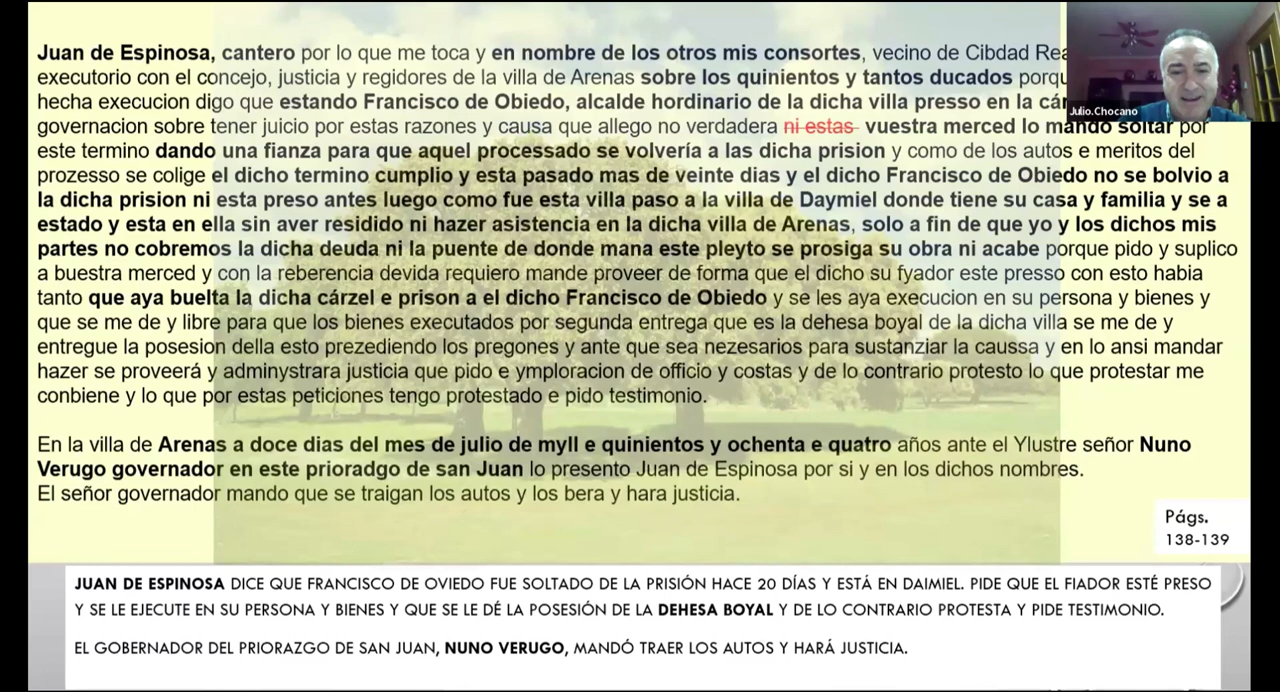 Juan de Espinosa, cantero por lo que me toca y en nombre de los otros mis consortes, vecino de Cibdad
executorio con el concejo, justicia y regidores de la villa de Arenas sobre los quinientos y tantos ducados
hecha execucion digo que estando Francisco de Obiedo, alcalde hordinario de la dicha villa presso en la
governacion sobre tener juicio por estas razones y causa que allego no verdadera ni estas vuestra merced lo mando soltar por
este termino dando una fianza para que aquel processado se volvería a las dicha prision y como de los autos e meritos del
prozesso se colige el dicho termino cumplio y esta pasado mas de veinte dias y el dicho Francisco de Obiedo no se bolvio a
la dicha prision ni esta preso antes luego como fue esta villa paso a la villa de Daymiel donde tiene su casa y familia y se a
estado y esta en ella sin aver residido ni hazer asistencia en la dicha villa de Arenas, solo a fin de que yo y los dichos mis
partes no cobremos la dicha deuda ni la puente de donde mana este pleyto se prosiga su obra ni acabe porque pido y suplico
a buestra merced y con la reberencia devida requiero mande proveer de forma que el dicho su fyador este presso con esto habia
tanto que aya buelta la dicha cárzel e prison a el dicho Francisco de Obiedo y se les aya execucion en su persona y bienes y
que se me de y libre para que los bienes executados por segunda entrega que es la dehesa boyal de la dicha villa se me de y
entregue la posesion della esto prezediendo los pregones y ante que sea nezesarios para sustanziar la caussa y en lo ansi mandar
hazer se proveerá y adminystrara justicia que pido e ymploracion de officio y costas y de lo contrario protesto lo que protestar me
conbiene y lo que por estas peticiones tengo protestado e pido testimonio.
En la villa de Arenas a doce dias del mes de julio de myll e quinientos y ochenta e quatro años ante el Ylustre señor Nuno
Verugo governador en este prioradgo de san Juan lo presento Juan de Espinosa por si y en los dichos nombres.
El señor governador mando que se traigan los autos y los bera y hara justicia.
Julio.Chocano
Págs.
138-139
JUAN DE ESPINOSA DICE QUE FRANCISCO DE OVIEDO FUE SOLTADO DE LA PRISIÓN HACE 20 DÍAS Y ESTÁ EN DAIMIEL. PIDE QUE EL FIADOR ESTÉ PRESO
Y SE LE EJECUTE EN SU PERSONA Y BIENES Y QUE SE LE DÉ LA POSESIÓN DE LA DEHESA BOYAL Y DE LO CONTRARIO PROTESTA Y PIDE TESTIMONIO.
EL GOBERNADOR DEL PRIORAZGO DE SAN JUAN, NUNO VERUGO, MANDÓ TRAER LOS AUTOS Y HARÁ JUSTICIA.